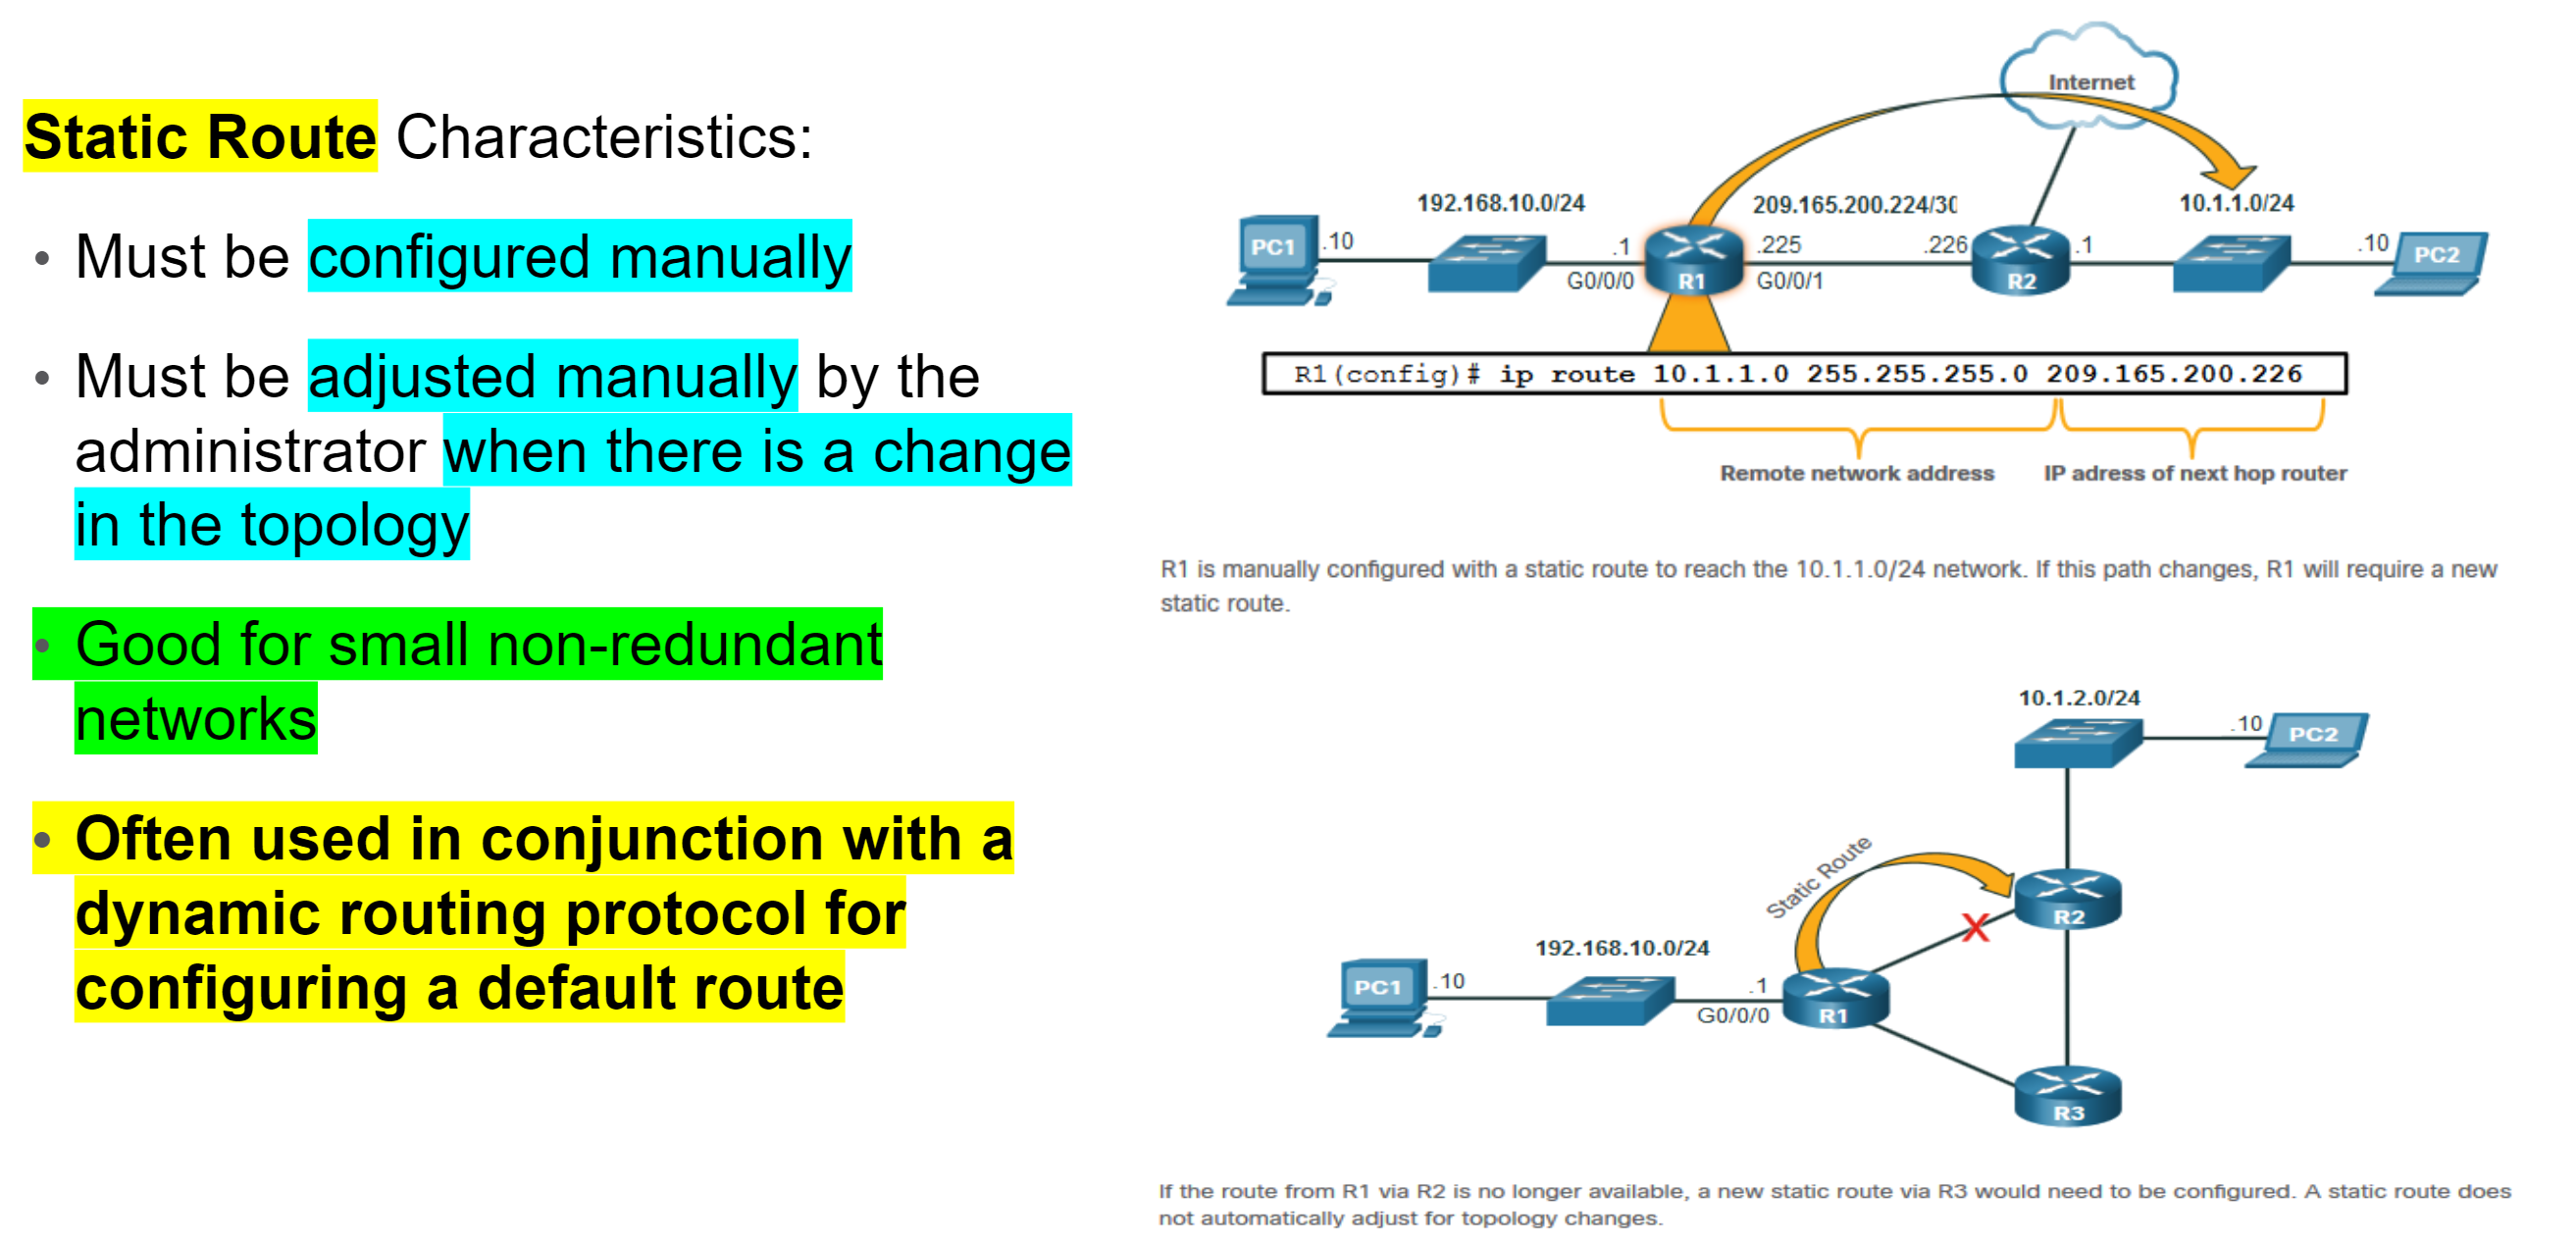 Static Route Characteristics:
• Must be configured manually
• Must be adjusted manually by the
administrator when there is a change
in the topology
• Good for small non-redundant
networks
• Often used in conjunction with a
dynamic routing protocol for
configuring a default route
Internet
192.168.10.0/24
209.165.200.224/30
10.1.1.0/24
PC1
.10
.1
G0/0/0
R1
.225
G0/0/1
.226
R2
.1
.10
PC2
R1(config)# ip route 10.1.1.0 255.255.255.0 209.165.200.226
Remote network address
IP adress of next hop router
R1 is manually configured with a static route to reach the 10.1.1.0/24 network. If this path changes, R1 will require a new
static route.
10.1.2.0/24
.10
PC2
Static Route
R2
X
192.168.10.0/24
PC1
.10
.1
G0/0/0
R1
R3
If the route from R1 via R2 is no longer available, a new static route via R3 would need to be configured. A static route does
not automatically adjust for topology changes.